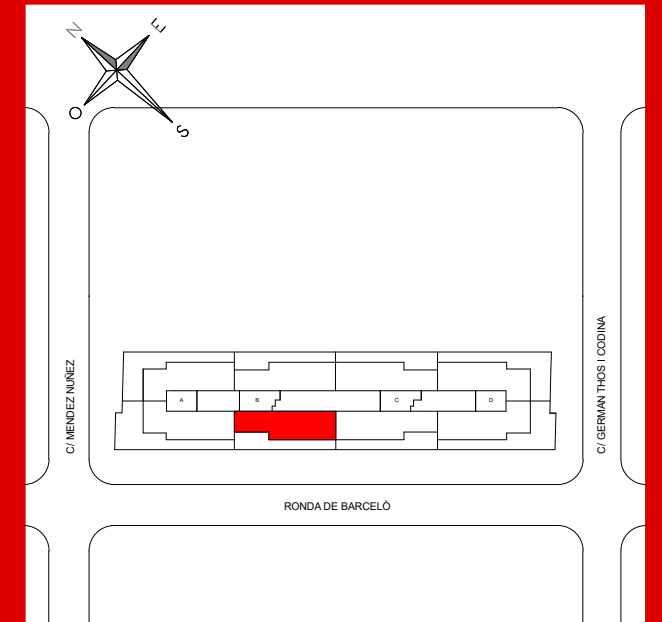 N
E
O
S
C/ MENDEZ NUÑEZ
C/ GERMAN THOS I CODINA
A
B
C
D
RONDA DE BARCELÒ